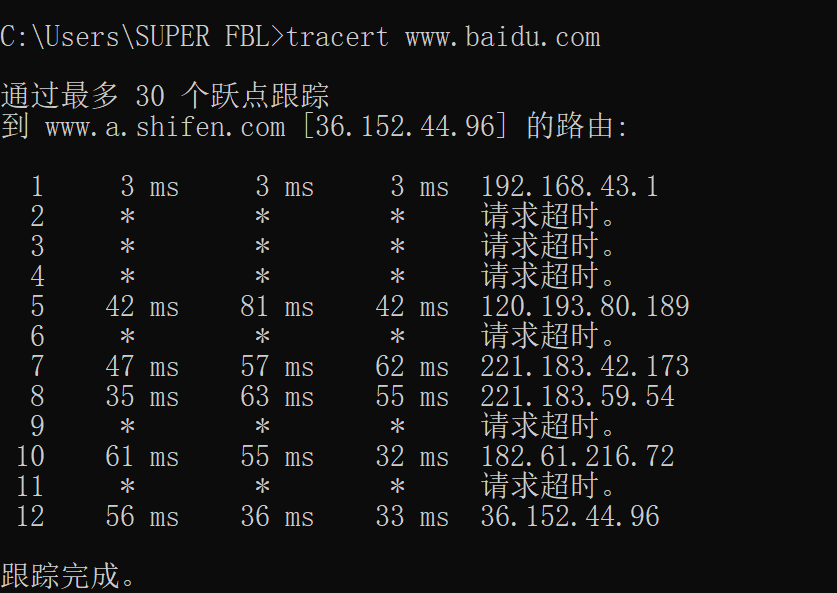 C:\Users\SUPER FBL>tracert www.baidu.com
通过最多 30 个跃点跟踪
到 www.a.shifen.com [36.152.44.96] 的路由:
1 3 ms 3 ms 3 ms 192.168.43.1
2 * * * 请求超时。
3 * * * 请求超时。
4 * * * 请求超时。
5 42 ms 81 ms 42 ms 120.193.80.189
6 * * * 请求超时。
7 47 ms 57 ms 62 ms 221.183.42.173
8 35 ms 63 ms 55 ms 221.183.59.54
9 * * * 请求超时。
10 61 ms 55 ms 32 ms 182.61.216.72
11 * * * 请求超时。
12 56 ms 36 ms 33 ms 36.152.44.96
跟踪完成。